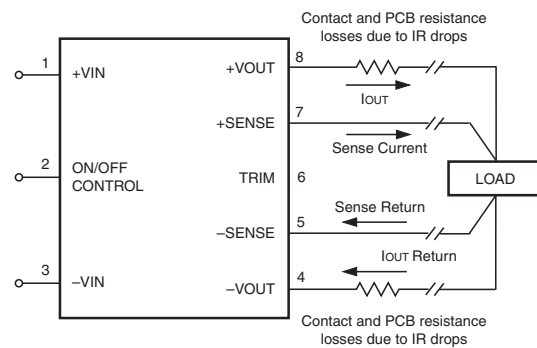 Contact and PCB resistance
losses due to IR drops
1
+VIN
+VOUT
8
IOUT
+SENSE
7
Sense Current
2
ON/OFF
CONTROL
TRIM
6
LOAD
Sense Return
−SENSE
5
3
−VIN
IOUT Return
−VOUT
4
Contact and PCB resistance
losses due to IR drops